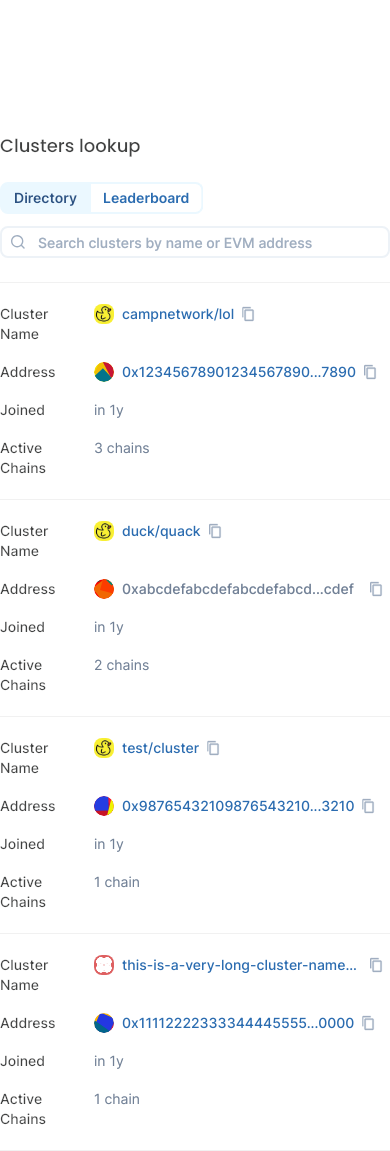 Clusters lookup
Directory Leaderboard
Search clusters by name or EVM address
Cluster Name campnetwork/lol
Address 0x12345678901234567890...7890
Joined in 1y
Active Chains 3 chains
Cluster Name duck/quack
Address 0xabcdefabcdefabcdefabcd...cdef
Joined in 1y
Active Chains 2 chains
Cluster Name test/cluster
Address 0x98765432109876543210...3210
Joined in 1y
Active Chains 1 chain
Cluster Name this-is-a-very-long-cluster-name...
Address 0x11112222333344445555...0000
Joined in 1y
Active Chains 1 chain